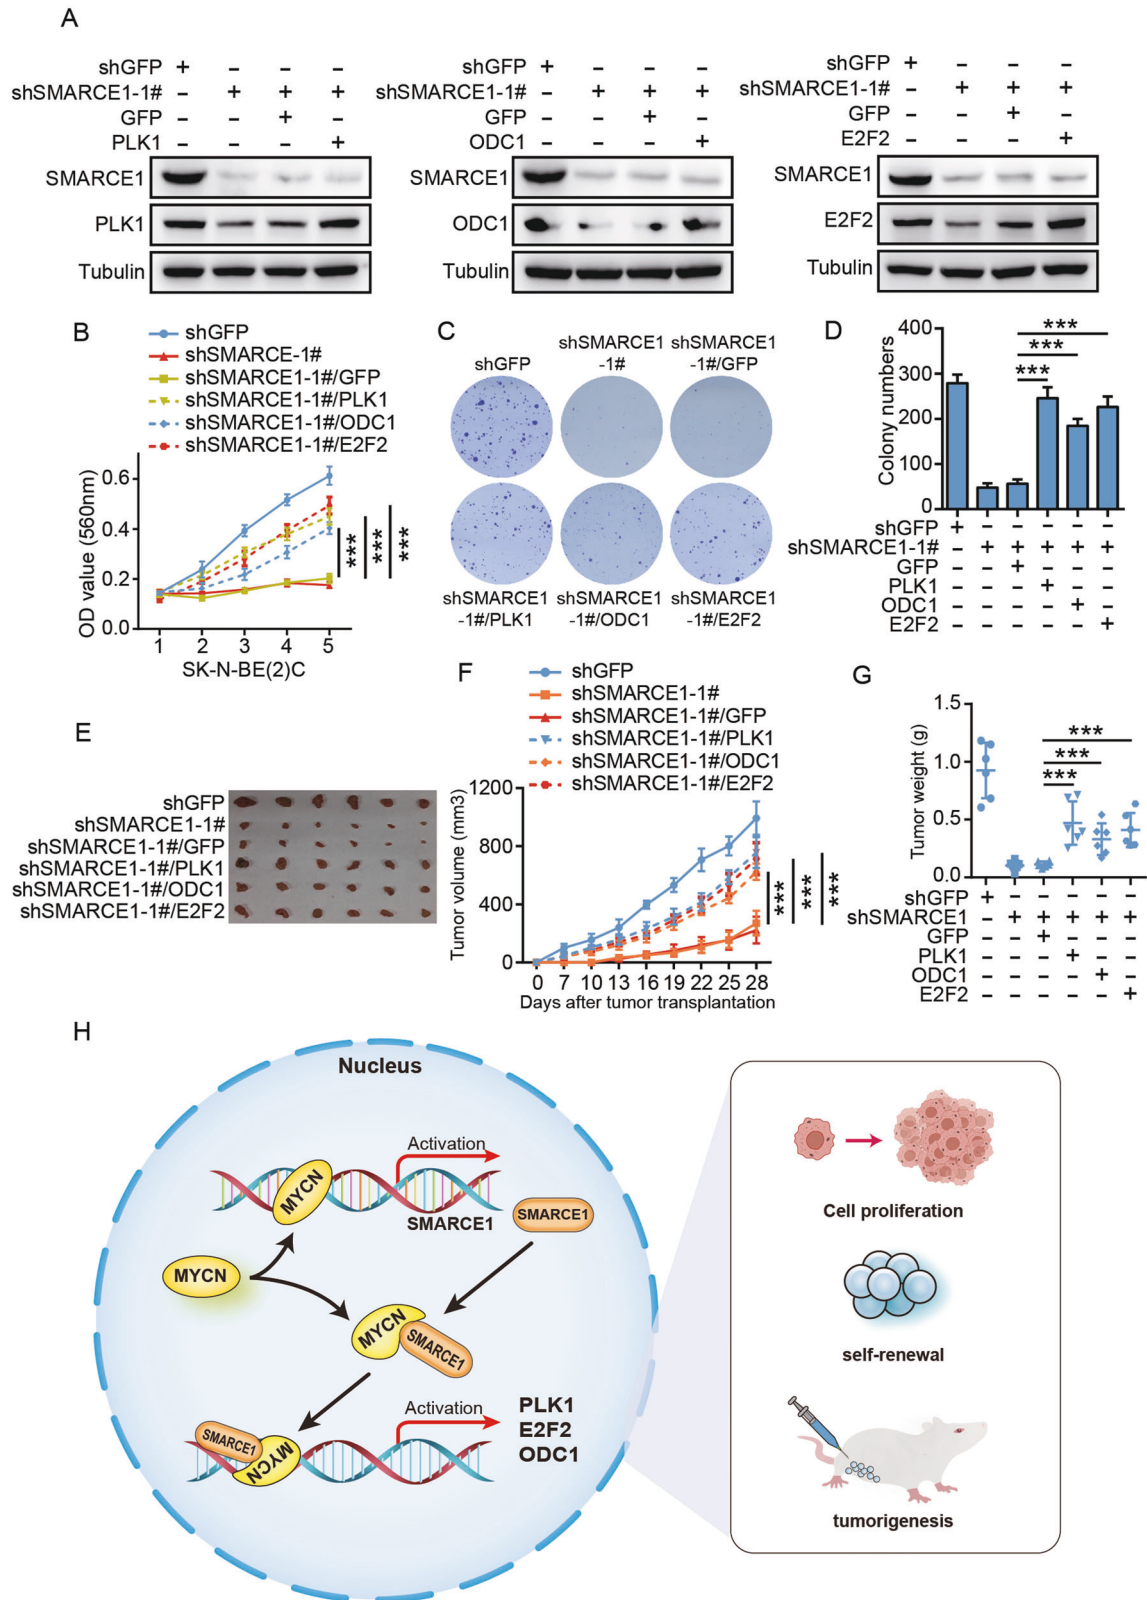 A
shGFP + – – –
shSMARCE1-1# – + + +
GFP – – + –
PLK1 – – – +
SMARCE1
PLK1
Tubulin
shGFP + – – –
shSMARCE1-1# – + + +
GFP – – + –
ODC1 – – – +
SMARCE1
ODC1
Tubulin
shGFP + – – –
shSMARCE1-1# – + + +
GFP – – + –
E2F2 – – – +
SMARCE1
E2F2
Tubulin
B
shGFP
shSMARCE-1#
shSMARCE1-1#/GFP
shSMARCE1-1#/PLK1
shSMARCE1-1#/ODC1
shSMARCE1-1#/E2F2
OD value (560nm)
0.6
0.4
0.2
0.0
*** *** ***
1 2 3 4 5
SK-N-BE(2)C
C
shGFP
shSMARCE1
-1#
shSMARCE1
-1#/GFP
shSMARCE1
-1#/PLK1
shSMARCE1
-1#/ODC1
shSMARCE1
-1#/E2F2
D
Colony numbers
400
300
200
100
0
***
***
***
shGFP + – – – – –
shSMARCE1-1# – + + + + +
GFP – – + – – –
PLK1 – – – + – –
ODC1 – – – – + –
E2F2 – – – – – +
E
shGFP
shSMARCE1-1#
shSMARCE1-1#/GFP
shSMARCE1-1#/PLK1
shSMARCE1-1#/ODC1
shSMARCE1-1#/E2F2
F
shGFP
shSMARCE1-1#
shSMARCE1-1#/GFP
shSMARCE1-1#/PLK1
shSMARCE1-1#/ODC1
shSMARCE1-1#/E2F2
Tumor volume (mm3)
1200
800
400
0
*** *** ***
0 7 10 13 16 19 22 25 28
Days after tumor transplantation
G
Tumor weight (g)
1.5
1.0
0.5
0.0
***
***
***
shGFP + – – – – –
shSMARCE1 – + + + + +
GFP – – + – – –
PLK1 – – – + – –
ODC1 – – – – + –
E2F2 – – – – – +
H
Nucleus
Activation
MYCN
SMARCE1
SMARCE1
MYCN
MYCN
SMARCE1
Activation
PLK1
E2F2
ODC1
SMARCE1
MYCN
Cell proliferation
self-renewal
tumorigenesis